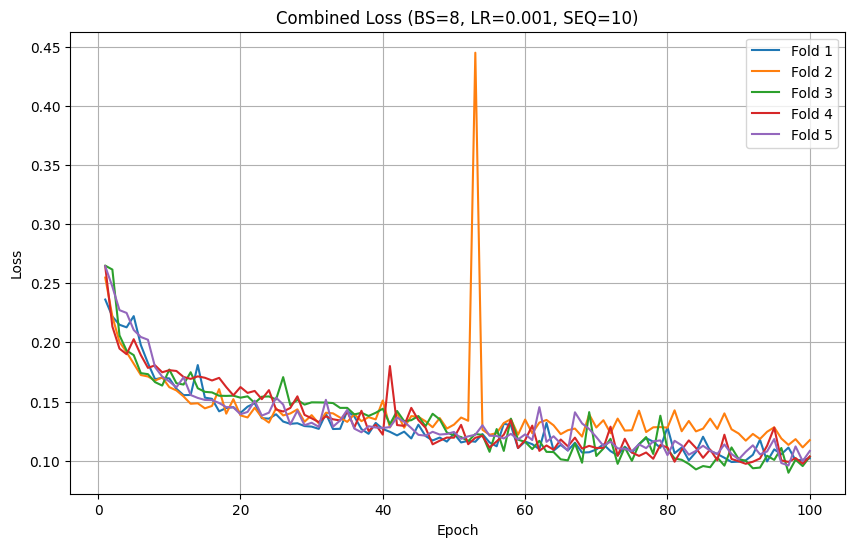 Combined Loss (BS=8, LR=0.001, SEQ=10)
Loss
0.45
0.40
0.35
0.30
0.25
0.20
0.15
0.10
Fold 1
Fold 2
Fold 3
Fold 4
Fold 5
0
20
40
60
80
100
Epoch